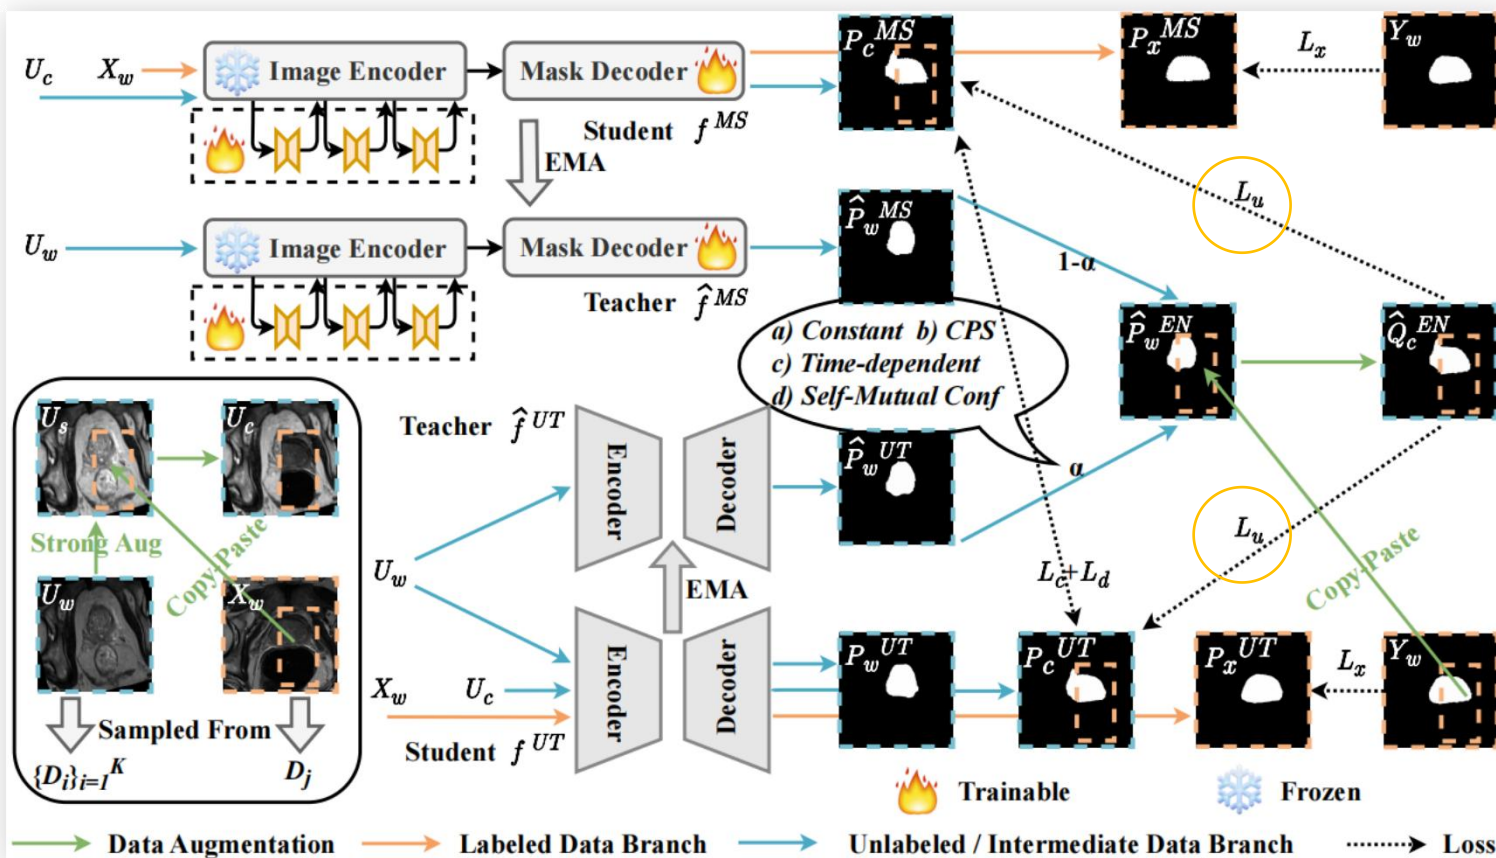 P_c^{MS}
P_x^{MS}
L_x
Y_w
U_c
X_w
Image Encoder
Mask Decoder
Student f^{MS}
EMA
L_u
U_w
Image Encoder
Mask Decoder
P̂_w^{MS}
Teacher f̂^{MS}
1-α
a) Constant b) CPS
c) Time-dependent
d) Self-Mutual Conf
P̂_w^{EN}
Q̂_c^{EN}
U_s
U_c
Strong Aug
Copy-Paste
U_w
X_w
Sampled From
{D_i}_{i=1}^K
D_j
Teacher f̂^{UT}
Encoder
Decoder
P̂_w^{UT}
α
L_u
Copy-Paste
U_w
EMA
L_c+L_d
X_w
U_c
Student f^{UT}
Encoder
Decoder
P_w^{UT}
P_c^{UT}
P_x^{UT}
L_x
Y_w
Trainable
Frozen
Data Augmentation
Labeled Data Branch
Unlabeled / Intermediate Data Branch
Loss